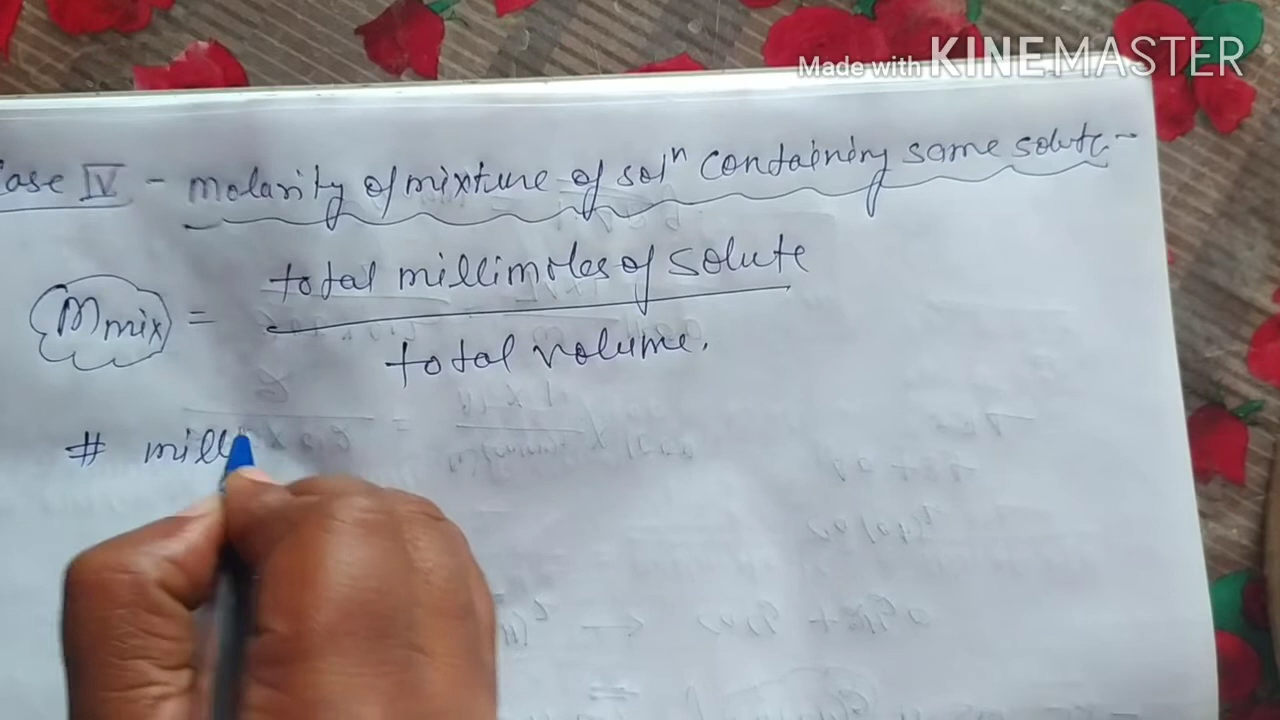 Made with KINEMASTER
ase IV - molarity of mixture of solⁿ containing same solute-
Mmix = total millimoles of solute
total volume.
# mill